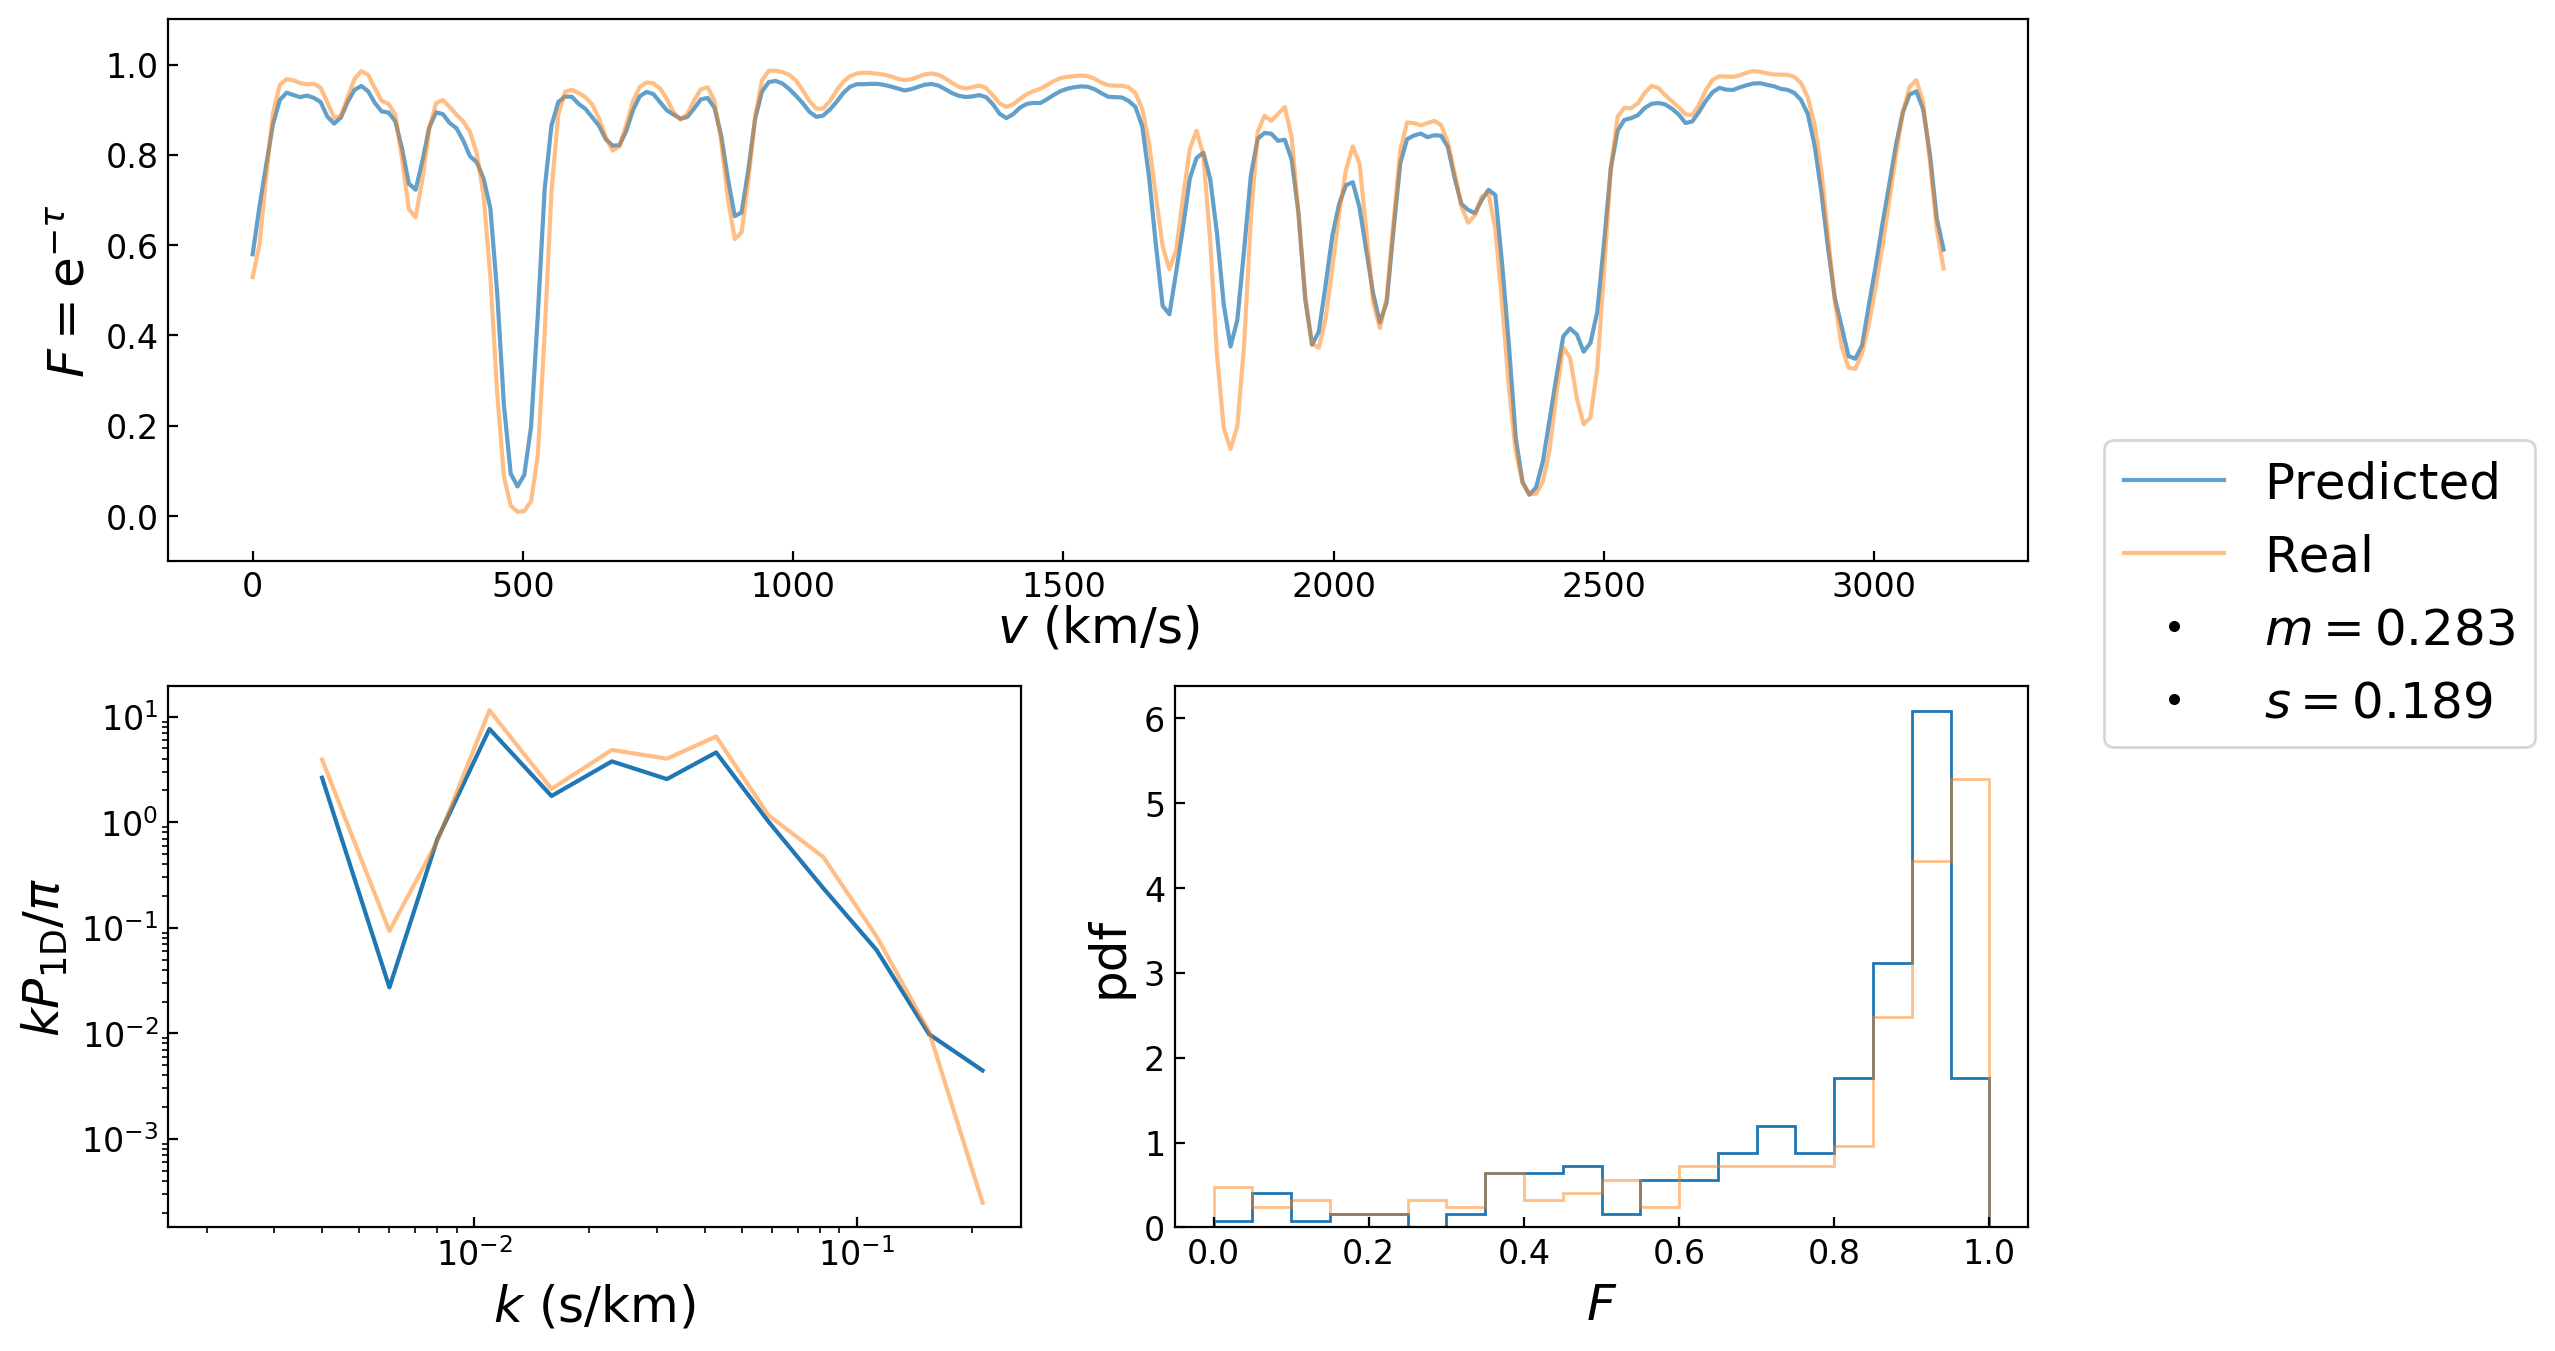 F = e^{-τ}
1.0
0.8
0.6
0.4
0.2
0.0
0 500 1000 1500 2000 2500 3000
v (km/s)
Predicted
Real
m = 0.283
s = 0.189
kP_{1D}/π
10^1
10^0
10^{-1}
10^{-2}
10^{-3}
10^{-2} 10^{-1}
k (s/km)
pdf
6
5
4
3
2
1
0
0.0 0.2 0.4 0.6 0.8 1.0
F